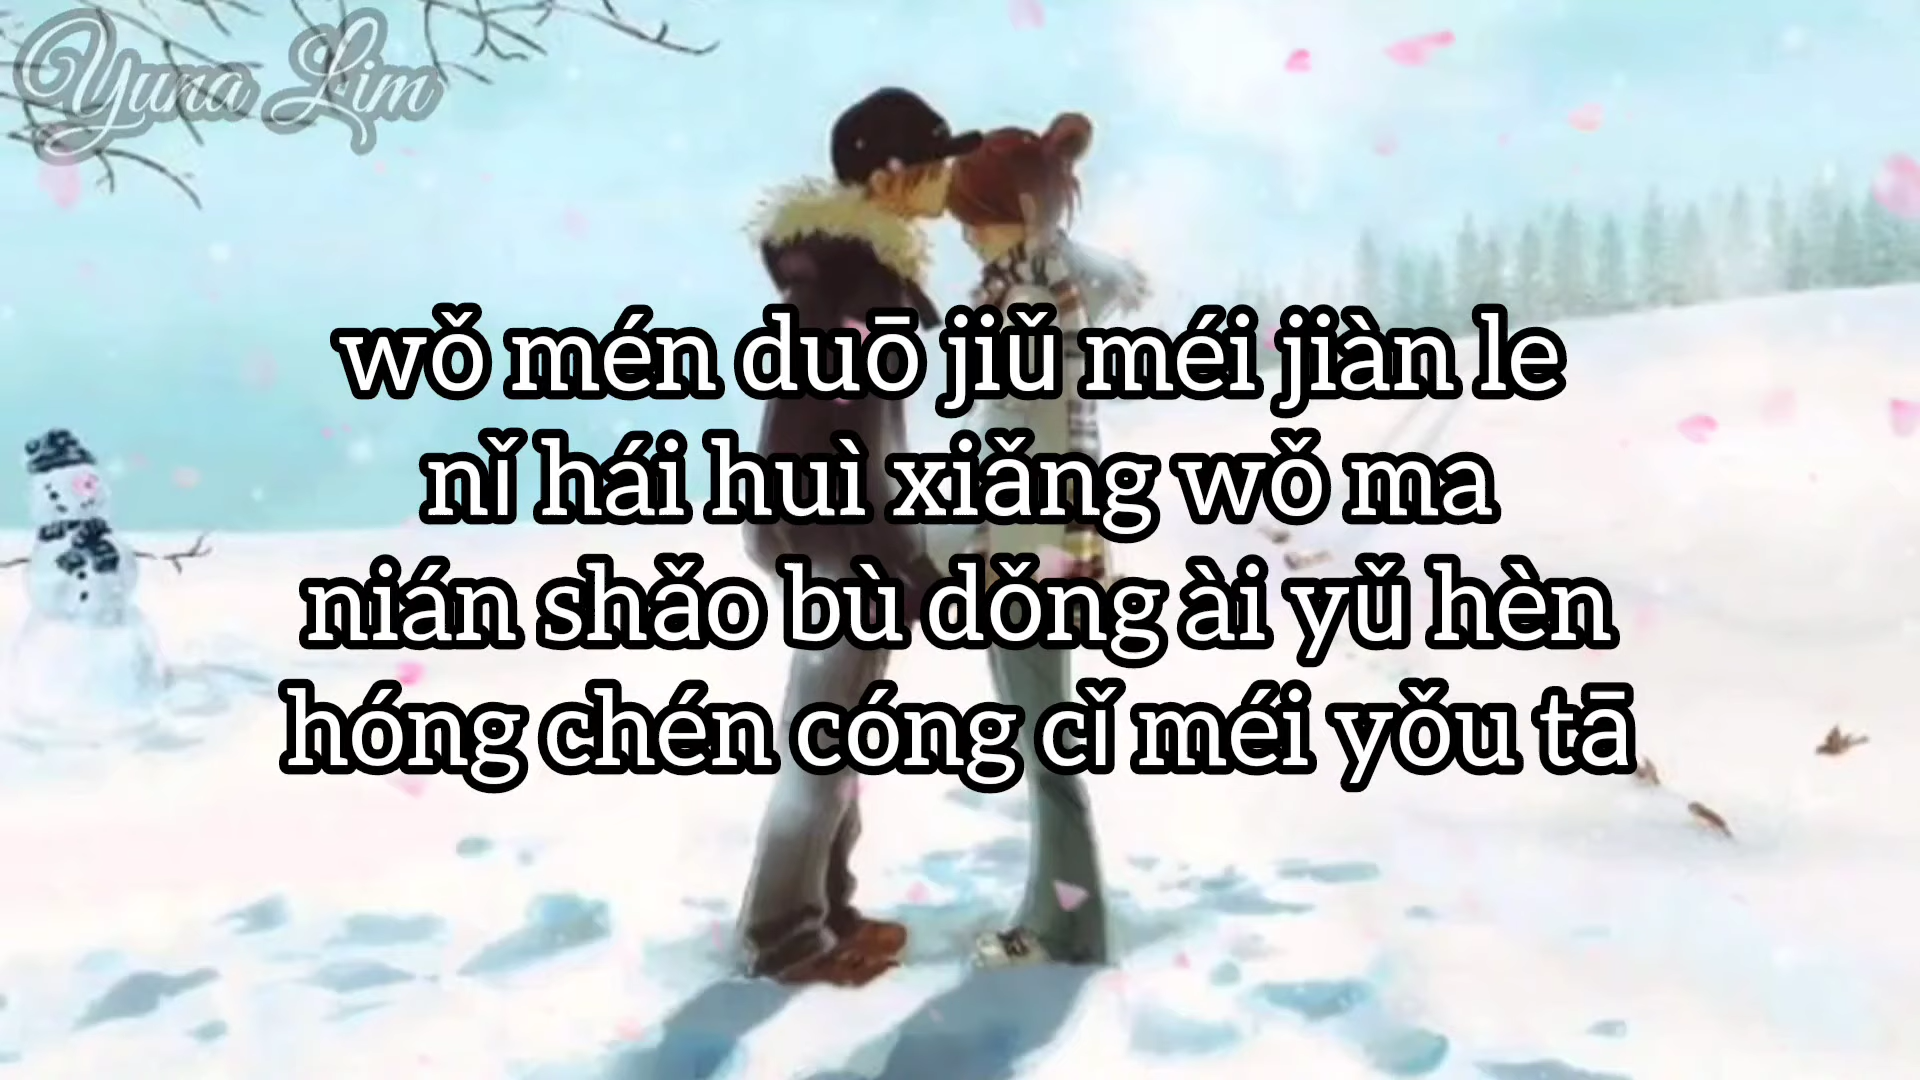 Yuna Lim
wǒ mén duō jiǔ méi jiàn le
nǐ hái huì xiǎng wǒ ma
nián shǎo bù dǒng ài yǔ hèn
hóng chén cóng cǐ méi yǒu tā